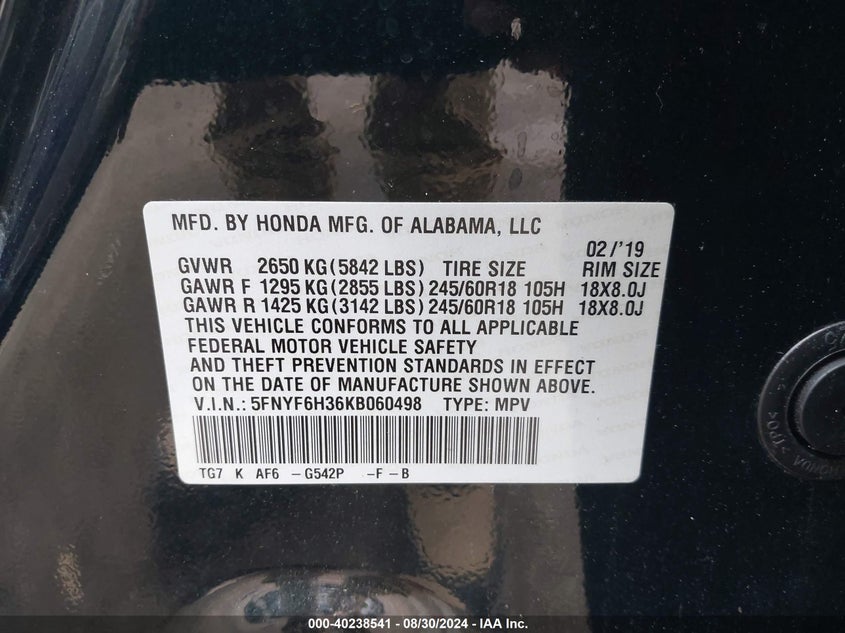 MFD. BY HONDA MFG. OF ALABAMA, LLC
02/'19
GVWR 2650 KG (5842 LBS) TIRE SIZE RIM SIZE
GAWR F 1295 KG (2855 LBS) 245/60R18 105H 18X8.0J
GAWR R 1425 KG (3142 LBS) 245/60R18 105H 18X8.0J
THIS VEHICLE CONFORMS TO ALL APPLICABLE
FEDERAL MOTOR VEHICLE SAFETY
AND THEFT PREVENTION STANDARDS IN EFFECT
ON THE DATE OF MANUFACTURE SHOWN ABOVE.
V.I.N.: 5FNYF6H36KB060498 TYPE: MPV
TG7 K AF6 -G542P -F-B
HONDA
>PO<
000-40238541 - 08/30/2024 - IAA Inc.